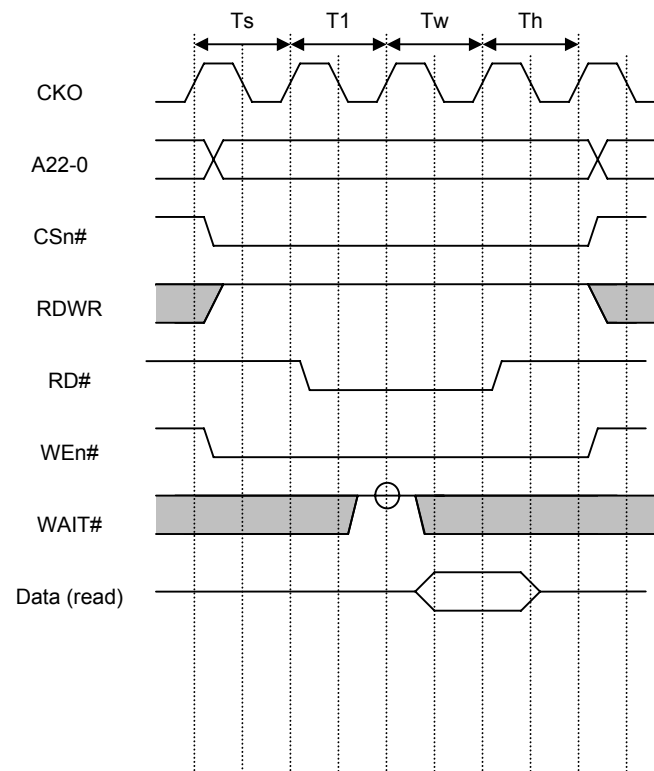 Ts T1 Tw Th
CKO
A22-0
CSn#
RDWR
RD#
WEn#
WAIT#
Data (read)